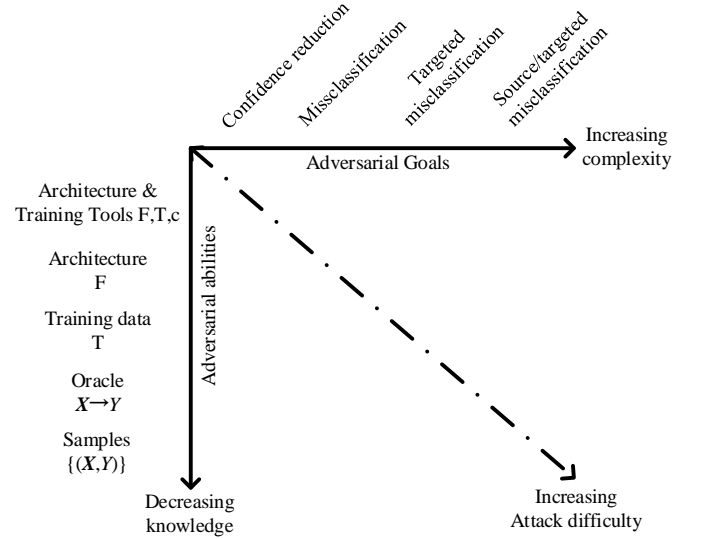 Confidence reduction
Missclassification
Targeted
misclassification
Source/targeted
misclassification
Increasing
complexity
Adversarial Goals
Architecture &
Training Tools F,T,c
Architecture
F
Training data
T
Oracle
X→Y
Samples
{(X,Y)}
Adversarial abilities
Decreasing
knowledge
Increasing
Attack difficulty